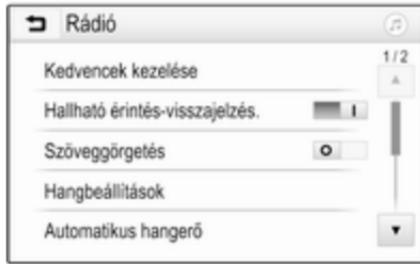 Rádió
1/2
Kedvencek kezelése
Hallható érintés-visszajelzés.
Szöveggörgetés
Hangbeállítások
Automatikus hangerő